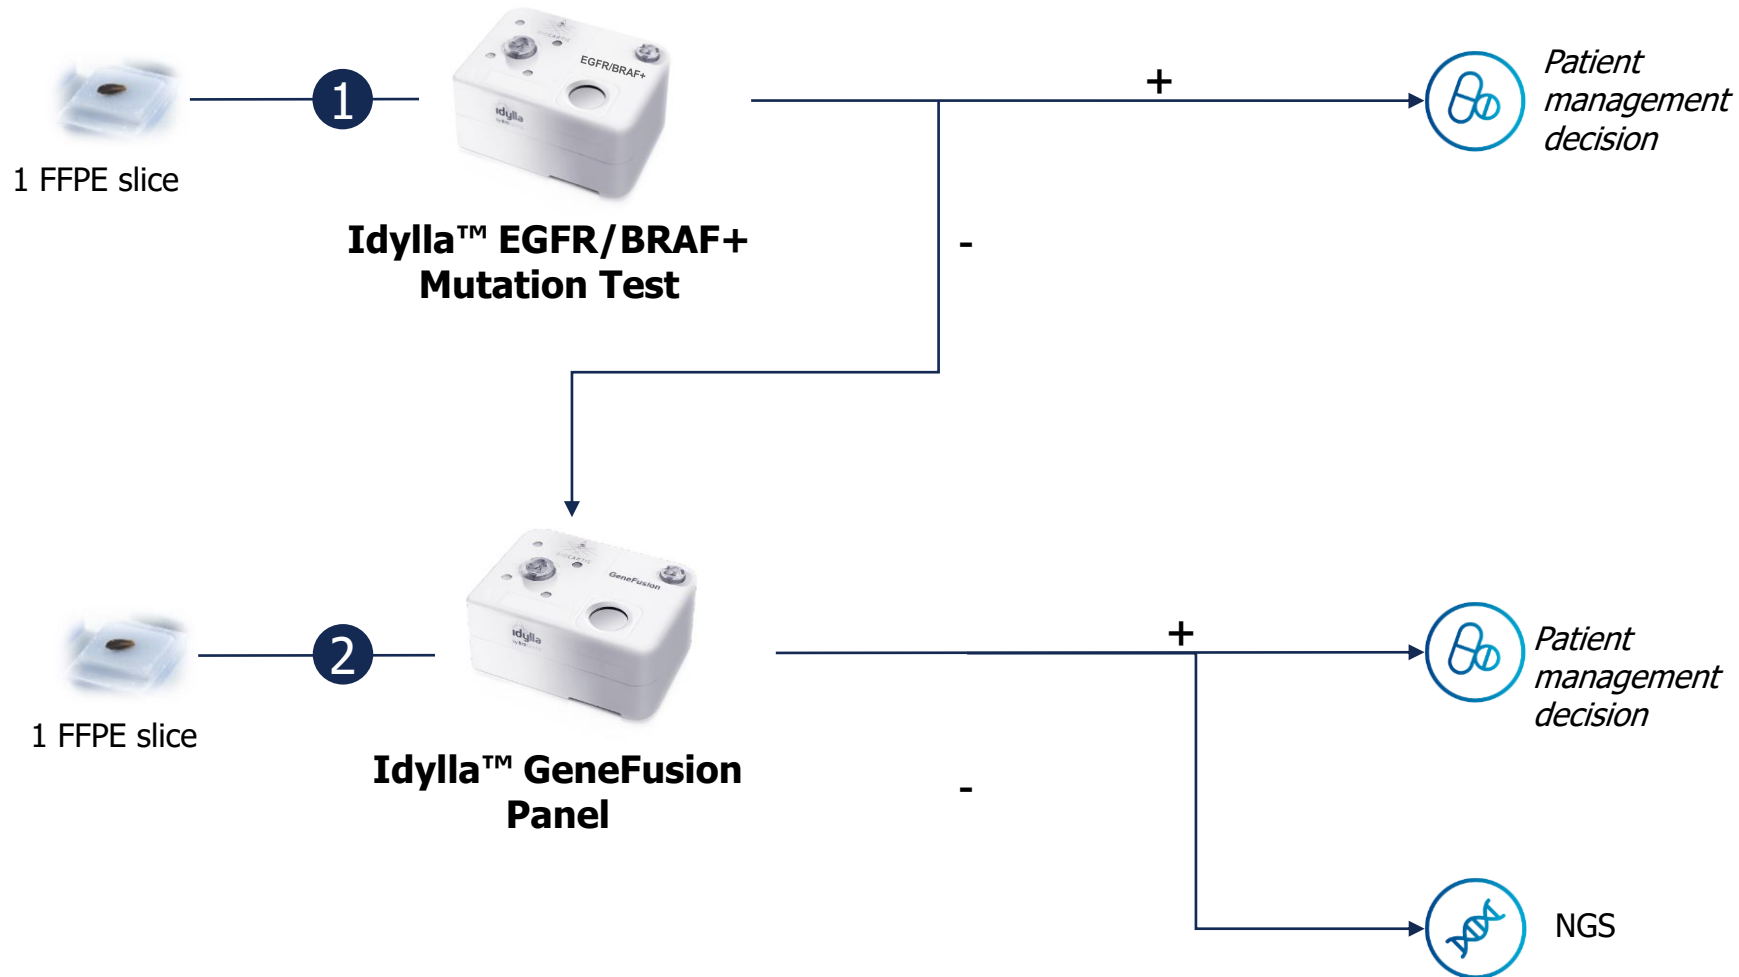 1
EGFR/BRAF+
idylla
+
Patient
management
decision
1 FFPE slice
Idylla™ EGFR/BRAF+
Mutation Test
-
2
GeneFusion
idylla
+
Patient
management
decision
1 FFPE slice
Idylla™ GeneFusion
Panel
-
NGS